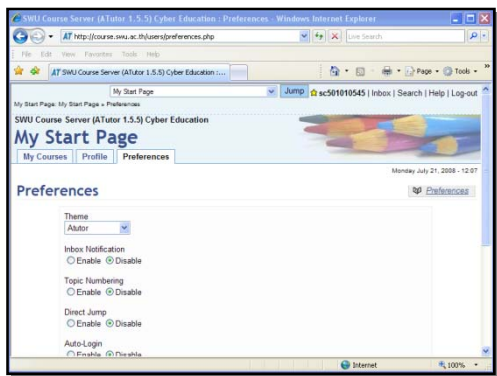 SWU Course Server (ATutor 1.5.5) Cyber Education : Preferences - Windows Internet Explorer
http://course.swu.ac.th/users/preferences.php
Live Search
File Edit View Favorites Tools Help
SWU Course Server (ATutor 1.5.5) Cyber Education :...
Page Tools
My Start Page Jump sc501010545 | Inbox | Search | Help | Log-out
My Start Page: My Start Page » Preferences
SWU Course Server (ATutor 1.5.5) Cyber Education
My Start Page
My Courses Profile Preferences
Monday July 21, 2008 - 12:07
Preferences
Preferences
Theme
Atutor
Inbox Notification
Enable Disable
Topic Numbering
Enable Disable
Direct Jump
Enable Disable
Auto-Login
Enable Disable
Internet 100%